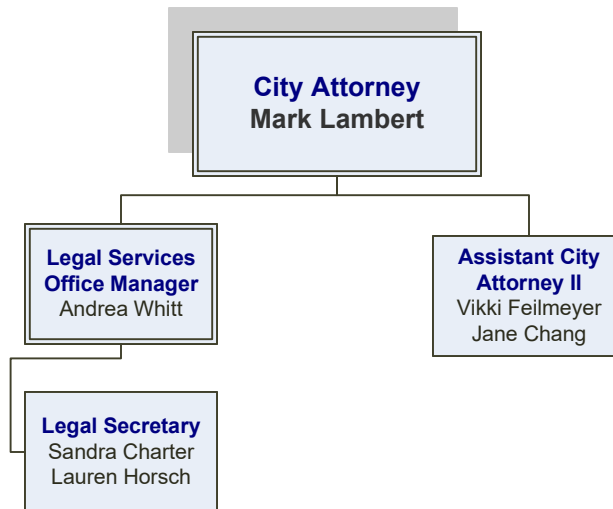 City Attorney
Mark Lambert
Legal Services
Office Manager
Andrea Whitt
Assistant City
Attorney II
Vikki Feilmeyer
Jane Chang
Legal Secretary
Sandra Charter
Lauren Horsch